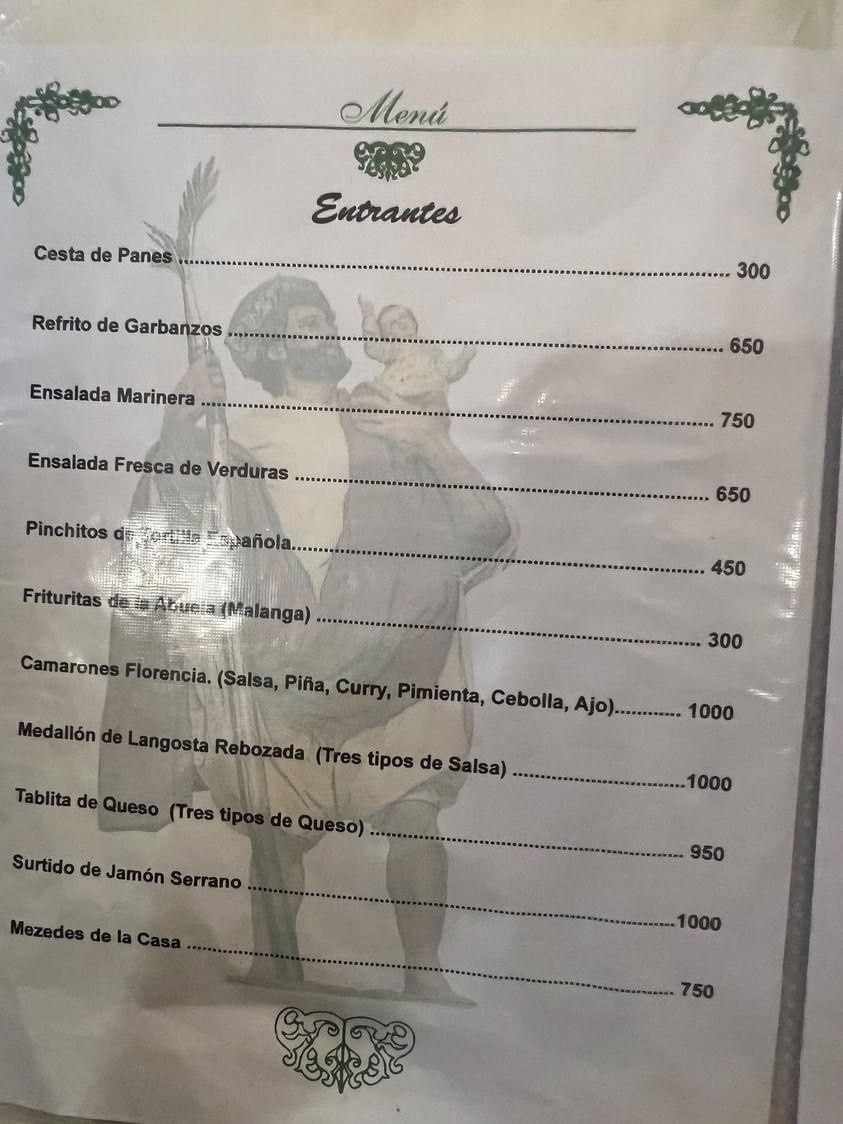 Menú
Entrantes
Cesta de Panes ........................ 300
Refrito de Garbanzos ........................ 650
Ensalada Marinera ........................ 750
Ensalada Fresca de Verduras ........................ 650
Pinchitos de Tortilla Española........................ 450
Frituritas de la Abuela (Malanga) ........................ 300
Camarones Florencia. (Salsa, Piña, Curry, Pimienta, Cebolla, Ajo)............ 1000
Medallón de Langosta Rebozada (Tres tipos de Salsa) ........................1000
Tablita de Queso (Tres tipos de Queso) ........................ 950
Surtido de Jamón Serrano ........................1000
Mezedes de la Casa ........................ 750